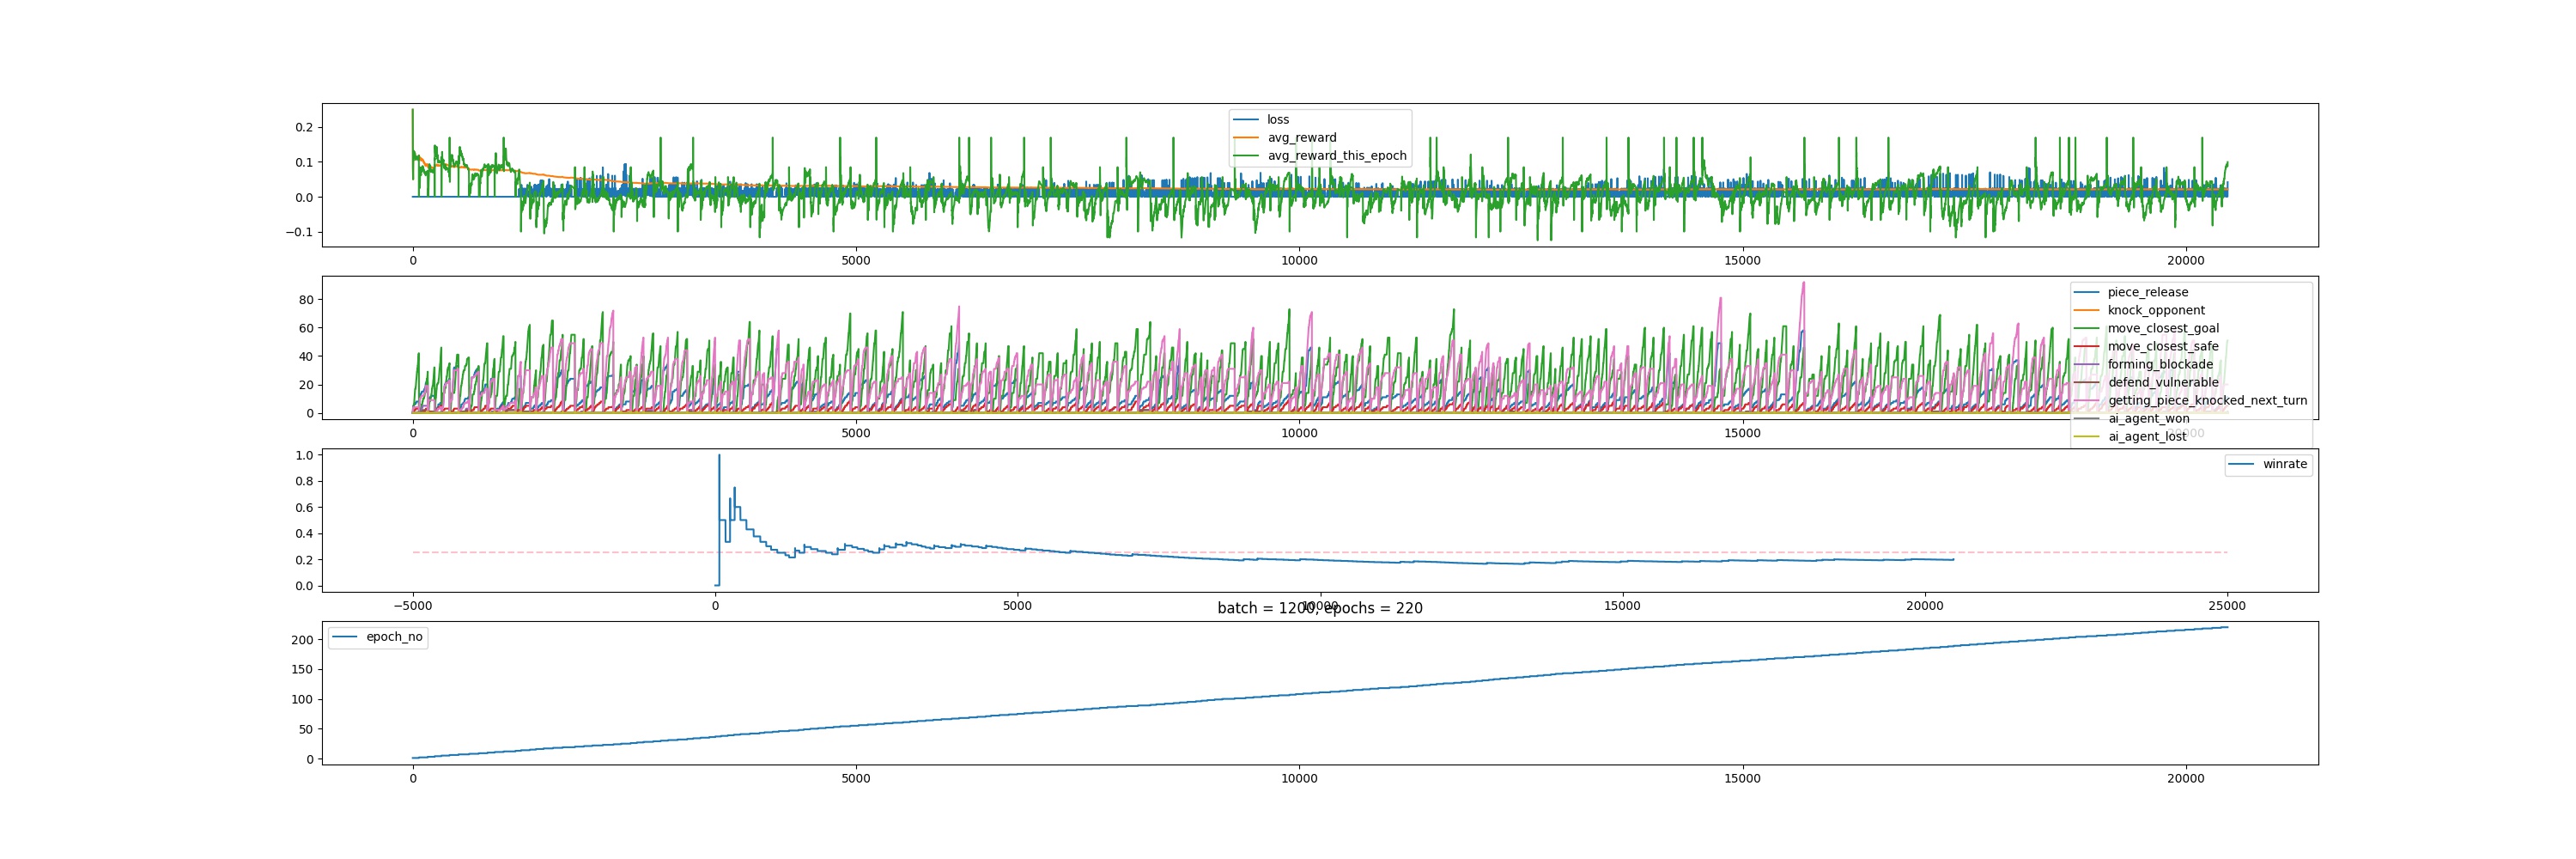 0.2
0.1
0.0
−0.1
loss
avg_reward
avg_reward_this_epoch
0 5000 10000 15000 20000
80
60
40
20
0
piece_release
knock_opponent
move_closest_goal
move_closest_safe
forming_blockade
defend_vulnerable
getting_piece_knocked_next_turn
ai_agent_won
ai_agent_lost
0 5000 10000 15000 20000
1.0
0.8
0.6
0.4
0.2
0.0
winrate
−5000 0 5000 10000 15000 20000 25000
batch = 1200, epochs = 220
200
150
100
50
0
epoch_no
0 5000 10000 15000 20000